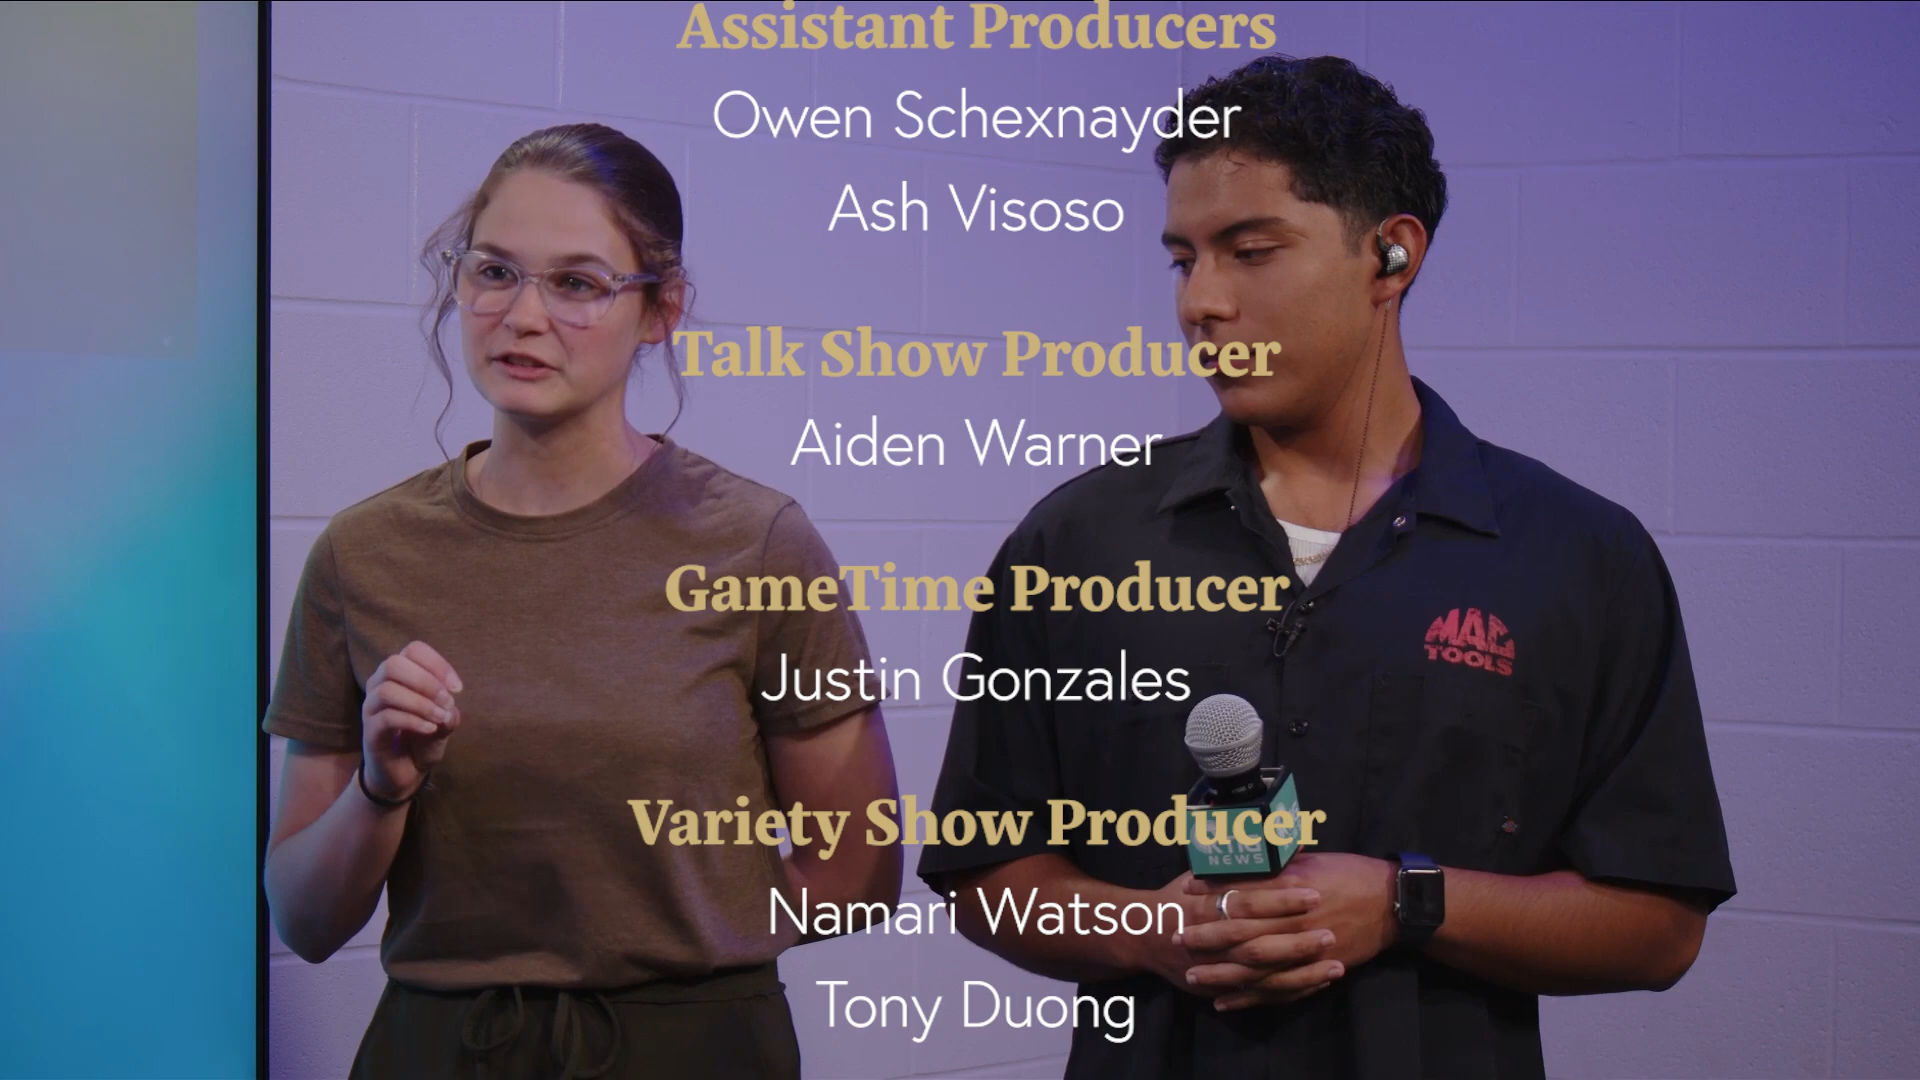 Assistant Producers
Owen Schexnayder
Ash Visoso
Talk Show Producer
Aiden Warner
GameTime Producer
Justin Gonzales
MAC
TOOLS
Variety Show Producer
NEWS
Namari Watson
Tony Duong